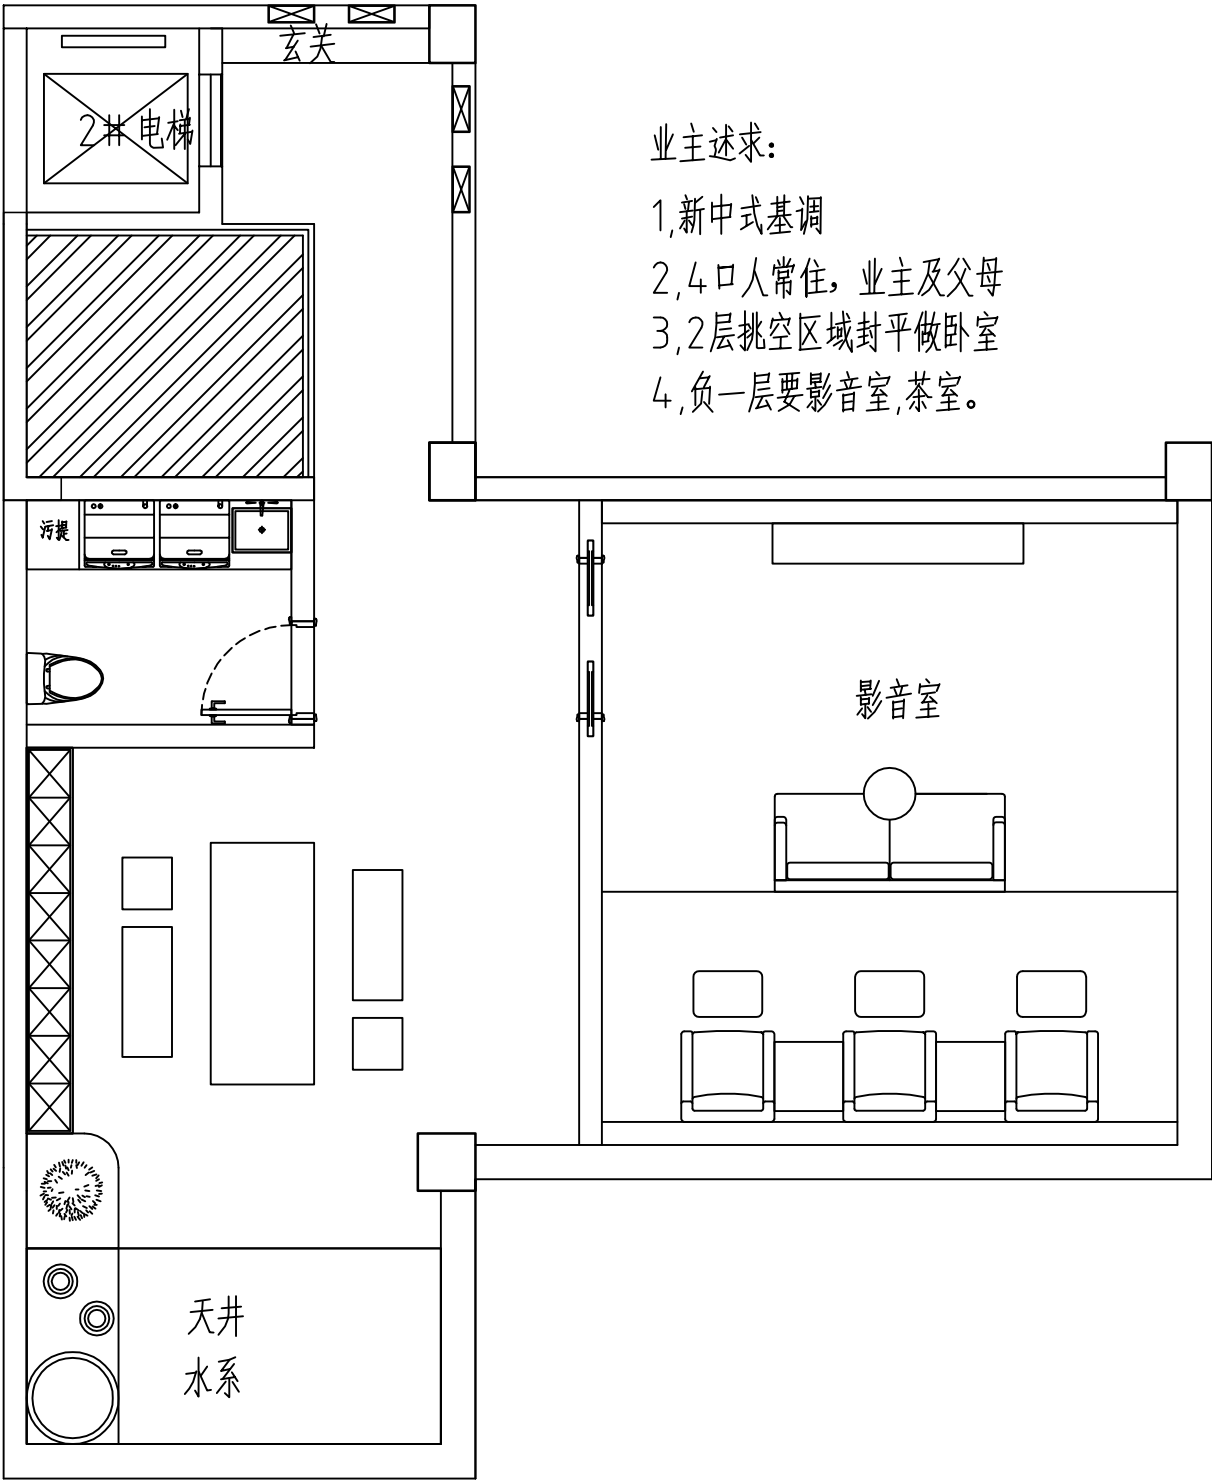 玄关
2# 电梯
业主述求:
1,新中式基调
2,4口人常住，业主及父母
3,2层挑空区域封平做卧室
4,负一层要影音室,茶室。
污提
影音室
天井
水系